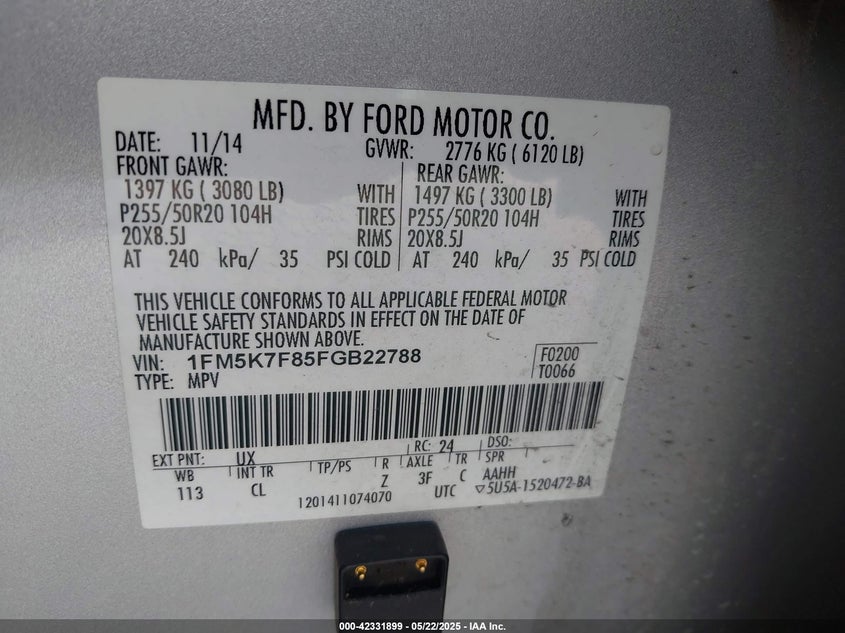 MFD. BY FORD MOTOR CO.
DATE: 11/14 GVWR: 2776 KG ( 6120 LB)
FRONT GAWR: REAR GAWR:
1397 KG ( 3080 LB) WITH 1497 KG ( 3300 LB) WITH
P255/50R20 104H TIRES P255/50R20 104H TIRES
20X8.5J RIMS 20X8.5J RIMS
AT 240 kPa/ 35 PSI COLD AT 240 kPa/ 35 PSI COLD
THIS VEHICLE CONFORMS TO ALL APPLICABLE FEDERAL MOTOR
VEHICLE SAFETY STANDARDS IN EFFECT ON THE DATE OF
MANUFACTURE SHOWN ABOVE.
VIN: 1FM5K7F85FGB22788 F0200
TYPE: MPV T0066
EXT PNT: UX RC: 24 DSO:
WB INT TR TP/PS R AXLE TR SPR
113 CL Z 3F C AAHH
1201411074070 UTC ▽5U5A-1520472-BA
000-42331899 - 05/22/2025 - IAA Inc.